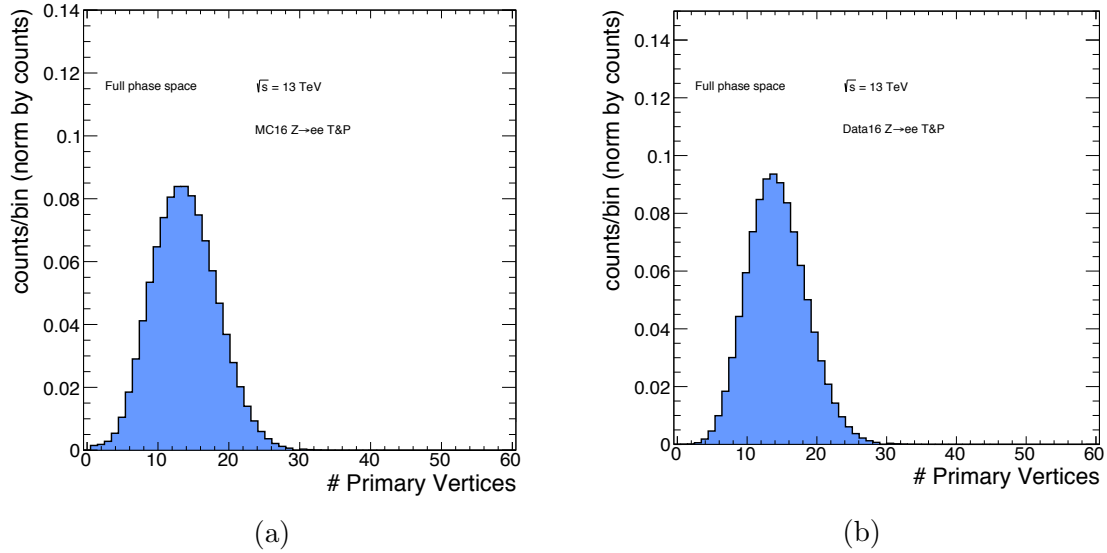 0.14
0.12
0.1
0.08
0.06
0.04
0.02
0
counts/bin (norm by counts)
Full phase space
√s = 13 TeV
MC16 Z→ee T&P
0 10 20 30 40 50 60
# Primary Vertices
(a)
0.14
0.12
0.1
0.08
0.06
0.04
0.02
0
counts/bin (norm by counts)
Full phase space
√s = 13 TeV
Data16 Z→ee T&P
0 10 20 30 40 50 60
# Primary Vertices
(b)